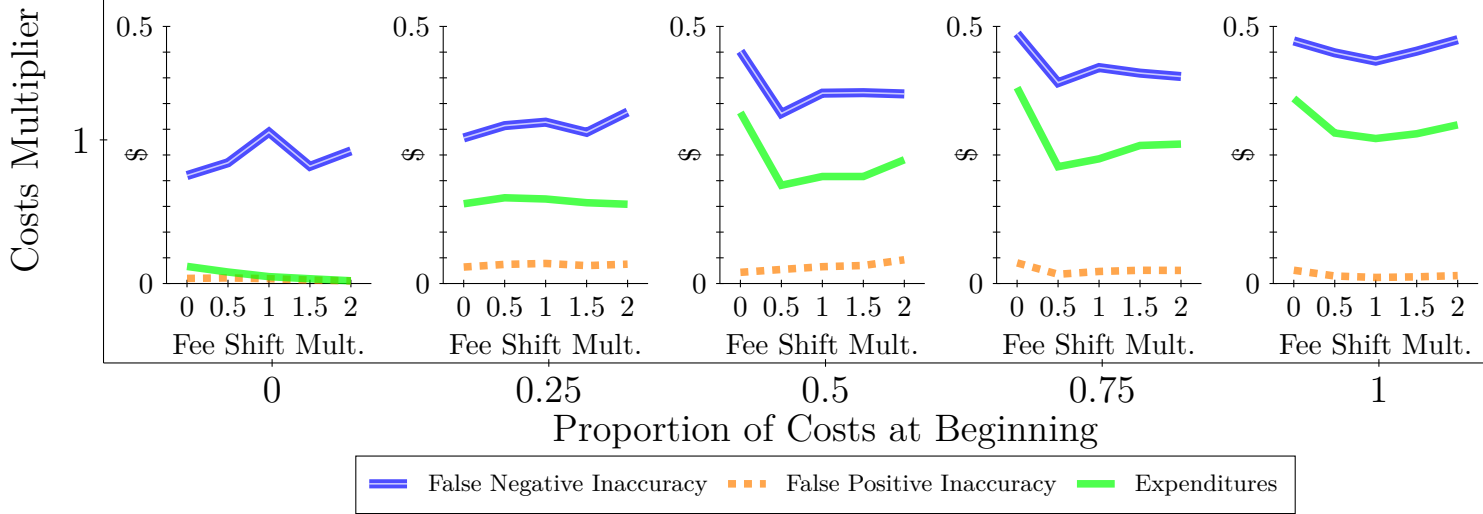 Costs Multiplier
1
0.5
$
0
0 0.5 1 1.5 2
Fee Shift Mult.
0.5
$
0
0 0.5 1 1.5 2
Fee Shift Mult.
0.5
$
0
0 0.5 1 1.5 2
Fee Shift Mult.
0.5
$
0
0 0.5 1 1.5 2
Fee Shift Mult.
0.5
$
0
0 0.5 1 1.5 2
Fee Shift Mult.
0 0.25 0.5 0.75 1
Proportion of Costs at Beginning
False Negative Inaccuracy False Positive Inaccuracy Expenditures